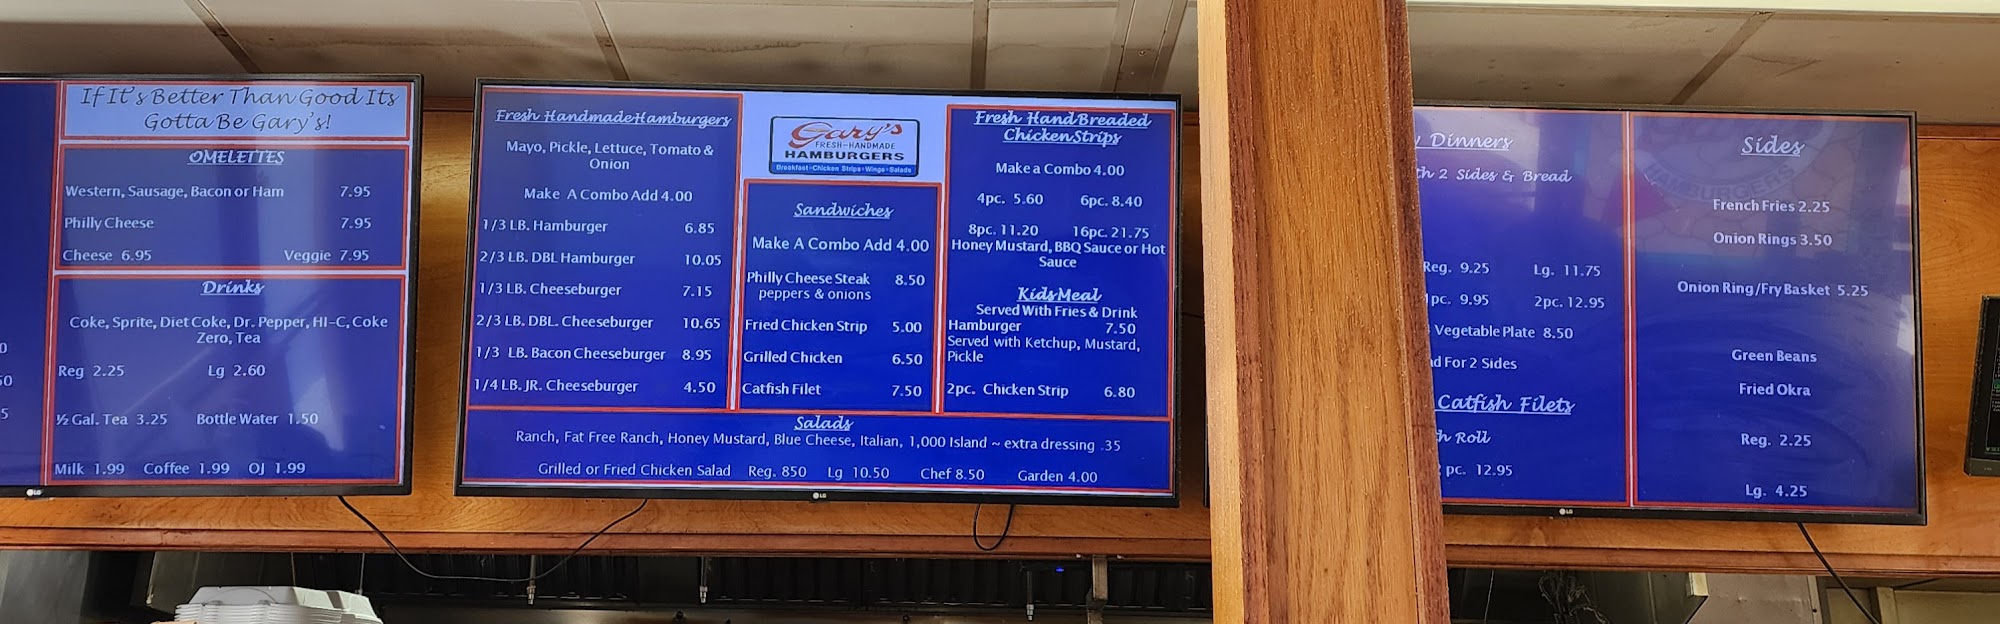 If It's Better Than Good Its
Gotta Be Gary's!
OMELETTES
Western, Sausage, Bacon or Ham 7.95
Philly Cheese 7.95
Cheese 6.95 Veggie 7.95
Drinks
Coke, Sprite, Diet Coke, Dr. Pepper, HI-C, Coke
Zero, Tea
Reg 2.25 Lg 2.60
½ Gal. Tea 3.25 Bottle Water 1.50
Milk 1.99 Coffee 1.99 OJ 1.99
LG
Fresh Handmade Hamburgers
Mayo, Pickle, Lettuce, Tomato &
Onion
Make A Combo Add 4.00
1/3 LB. Hamburger 6.85
2/3 LB. DBL Hamburger 10.05
1/3 LB. Cheeseburger 7.15
2/3 LB. DBL. Cheeseburger 10.65
1/3 LB. Bacon Cheeseburger 8.95
1/4 LB. JR. Cheeseburger 4.50
Gary's
FRESH-HANDMADE
HAMBURGERS
Breakfast-Chicken Strips-Wings-Salads
Sandwiches
Make A Combo Add 4.00
Philly Cheese Steak 8.50
peppers & onions
Fried Chicken Strip 5.00
Grilled Chicken 6.50
Catfish Filet 7.50
Fresh Hand Breaded
Chicken Strips
Make a Combo 4.00
4pc. 5.60 6pc. 8.40
8pc. 11.20 16pc. 21.75
Honey Mustard, BBQ Sauce or Hot
Sauce
Kids Meal
Served With Fries & Drink
Hamburger 7.50
Served with Ketchup, Mustard,
Pickle
2pc. Chicken Strip 6.80
Salads
Ranch, Fat Free Ranch, Honey Mustard, Blue Cheese, Italian, 1,000 Island ~ extra dressing .35
Grilled or Fried Chicken Salad Reg. 850 Lg 10.50 Chef 8.50 Garden 4.00
LG
y Dinners
th 2 Sides & Bread
Reg. 9.25 Lg. 11.75
pc. 9.95 2pc. 12.95
Vegetable Plate 8.50
d For 2 Sides
Catfish Filets
h Roll
pc. 12.95
Sides
French Fries 2.25
Onion Rings 3.50
Onion Ring/Fry Basket 5.25
Green Beans
Fried Okra
Reg. 2.25
Lg. 4.25
LG